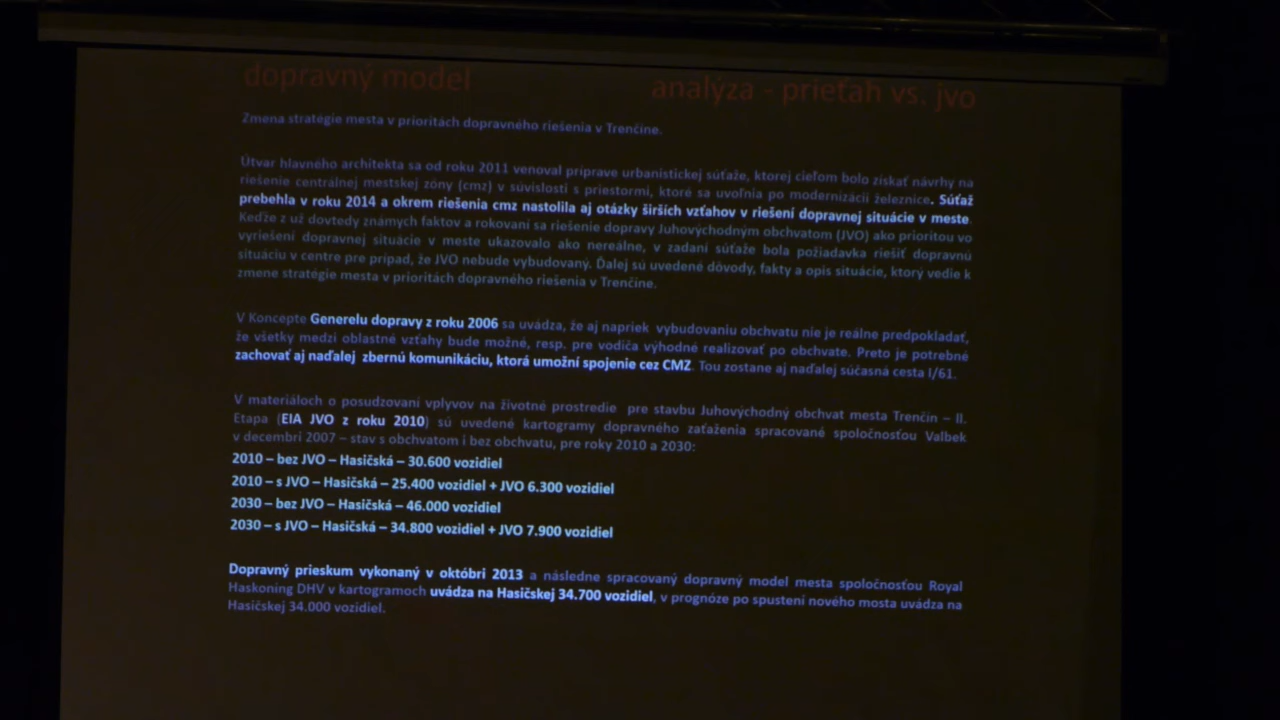 dopravný model analýza - prieťah vs. jvo
Zmena stratégie mesta v prioritách dopravného riešenia v Trenčíne.
Útvar hlavného architekta sa od roku 2011 venoval príprave urbanistickej súťaže, ktorej cieľom bolo získať návrhy na
riešenie centrálnej mestskej zóny (cmz) v súvislosti s priestormi, ktoré sa uvoľnia po modernizácii železnice. Súťaž
prebehla v roku 2014 a okrem riešenia cmz nastolila aj otázky širších vzťahov v riešení dopravnej situácie v meste.
Keďže z už dovtedy známych faktov a rokovaní sa riešenie dopravy Juhovýchodným obchvatom (JVO) ako prioritou vo
vyriešení dopravnej situácie v meste ukazovalo ako nereálne, v zadaní súťaže bola požiadavka riešiť dopravnú
situáciu v centre pre prípad, že JVO nebude vybudovaný. Ďalej sú uvedené dôvody, fakty a opis situácie, ktorý vedie k
zmene stratégie mesta v prioritách dopravného riešenia v Trenčíne.
V Koncepte Generelu dopravy z roku 2006 sa uvádza, že aj napriek vybudovaniu obchvatu nie je reálne predpokladať,
že všetky medzi oblastné vzťahy bude možné, resp. pre vodiča výhodné realizovať po obchvate. Preto je potrebné
zachovať aj naďalej zbernú komunikáciu, ktorá umožní spojenie cez CMZ. Tou zostane aj naďalej súčasná cesta I/61.
V materiáloch o posudzovaní vplyvov na životné prostredie pre stavbu Juhovýchodný obchvat mesta Trenčín – II.
Etapa (EIA JVO z roku 2010) sú uvedené kartogramy dopravného zaťaženia spracované spoločnosťou Valbek
v decembri 2007 – stav s obchvatom i bez obchvatu, pre roky 2010 a 2030:
2010 – bez JVO – Hasičská – 30.600 vozidiel
2010 – s JVO – Hasičská – 25.400 vozidiel + JVO 6.300 vozidiel
2030 – bez JVO – Hasičská – 46.000 vozidiel
2030 – s JVO – Hasičská – 34.800 vozidiel + JVO 7.900 vozidiel
Dopravný prieskum vykonaný v októbri 2013 a následne spracovaný dopravný model mesta spoločnosťou Royal
Haskoning DHV v kartogramoch uvádza na Hasičskej 34.700 vozidiel, v prognóze po spustení nového mosta uvádza na
Hasičskej 34.000 vozidiel.